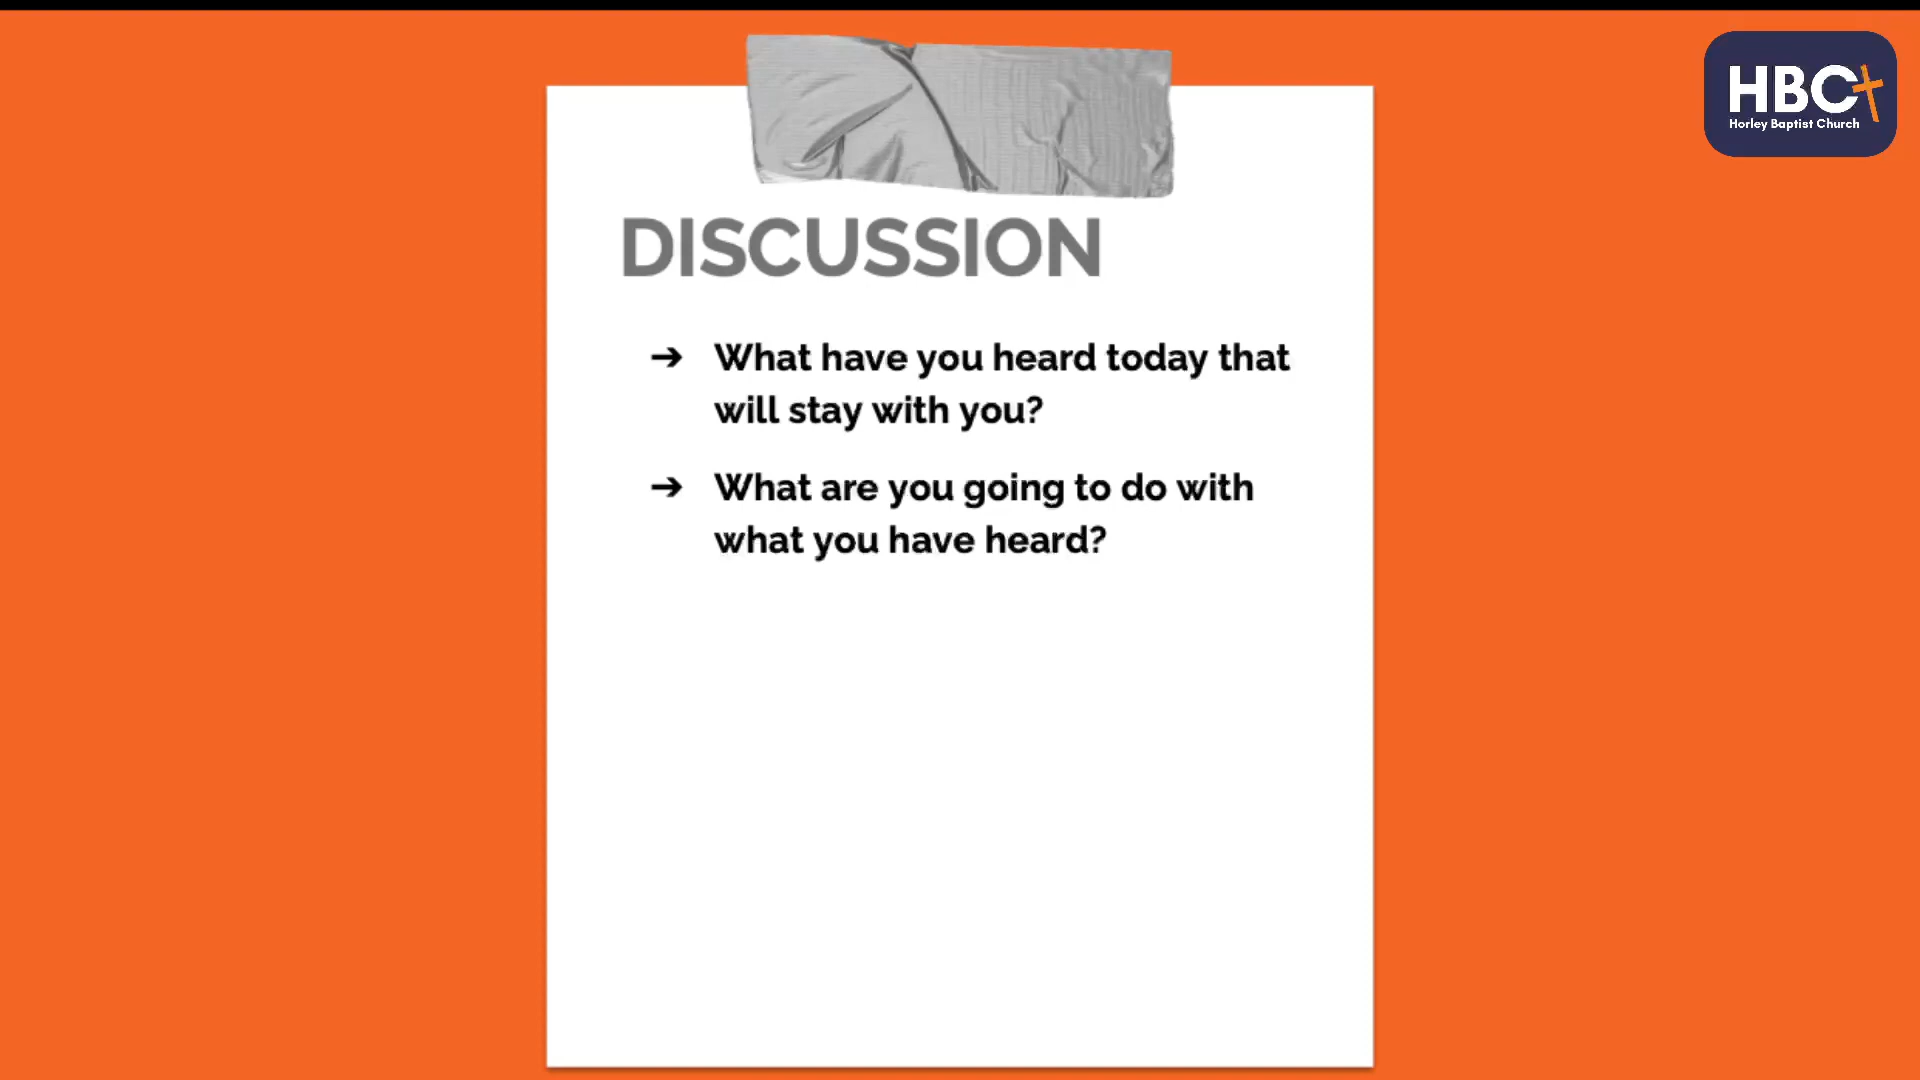 HBC
Horley Baptist Church
DISCUSSION
➔ What have you heard today that
will stay with you?
➔ What are you going to do with
what you have heard?